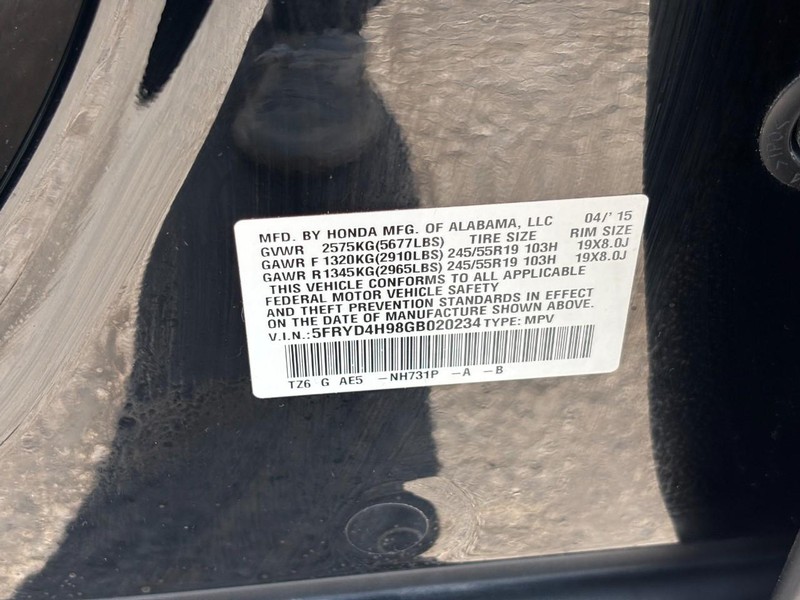 MFD. BY HONDA MFG. OF ALABAMA, LLC 04/'15
GVWR 2575KG(5677LBS) TIRE SIZE RIM SIZE
GAWR F 1320KG(2910LBS) 245/55R19 103H 19X8.0J
GAWR R 1345KG(2965LBS) 245/55R19 103H 19X8.0J
THIS VEHICLE CONFORMS TO ALL APPLICABLE
FEDERAL MOTOR VEHICLE SAFETY
AND THEFT PREVENTION STANDARDS IN EFFECT
ON THE DATE OF MANUFACTURE SHOWN ABOVE.
V.I.N.: 5FRYD4H98GB020234 TYPE: MPV
TZ6 G AE5 –NH731P –A –B